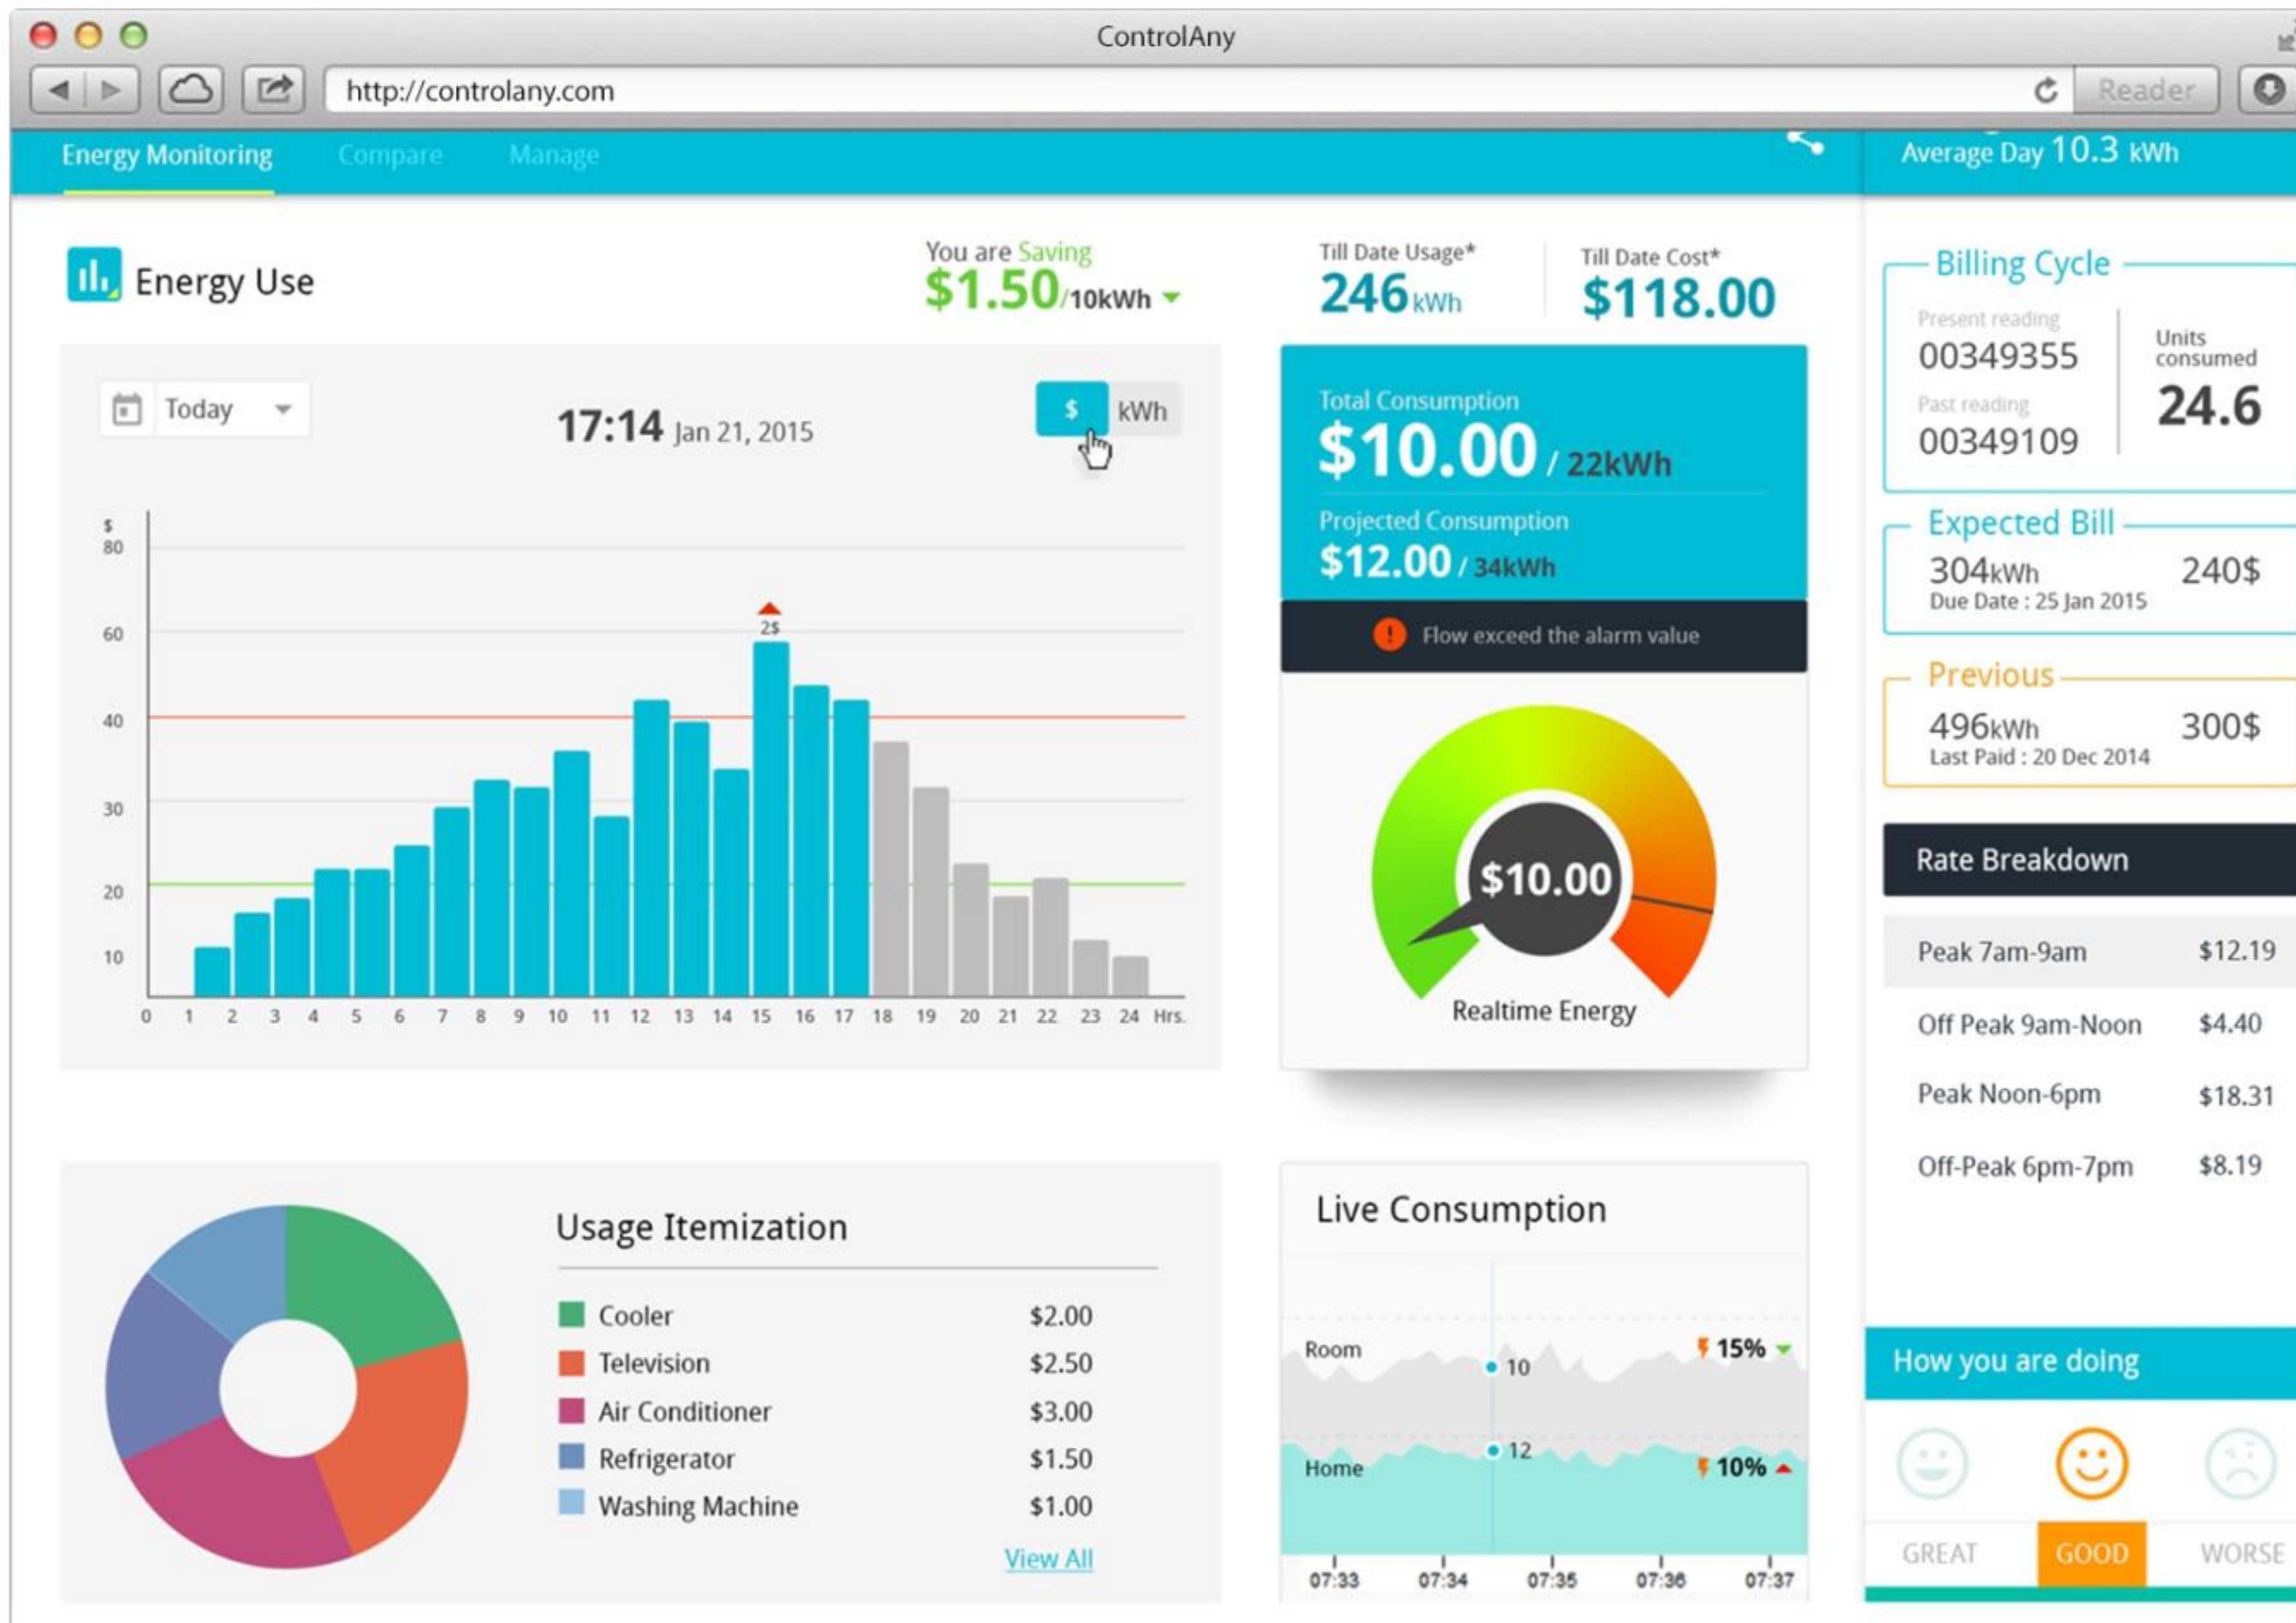 ControlAny
http://controlany.com
Reader
Energy Monitoring
Compare
Manage
Average Day 10.3 kWh
Energy Use
You are Saving
$1.50/10kWh
Till Date Usage*
246 kWh
Till Date Cost*
$118.00
Today
17:14 Jan 21, 2015
$
kWh
$
80
60
40
30
20
10
2$
0 1 2 3 4 5 6 7 8 9 10 11 12 13 14 15 16 17 18 19 20 21 22 23 24 Hrs.
Total Consumption
$10.00 / 22kWh
Projected Consumption
$12.00 / 34kWh
! Flow exceed the alarm value
$10.00
Realtime Energy
Billing Cycle
Present reading
00349355
Past reading
00349109
Units
consumed
24.6
Expected Bill
304kWh 240$
Due Date : 25 Jan 2015
Previous
496kWh 300$
Last Paid : 20 Dec 2014
Rate Breakdown
Peak 7am-9am $12.19
Off Peak 9am-Noon $4.40
Peak Noon-6pm $18.31
Off-Peak 6pm-7pm $8.19
Usage Itemization
Cooler $2.00
Television $2.50
Air Conditioner $3.00
Refrigerator $1.50
Washing Machine $1.00
View All
Live Consumption
Room 10 15%
Home 12 10%
07:33 07:34 07:35 07:36 07:37
How you are doing
GREAT GOOD WORSE